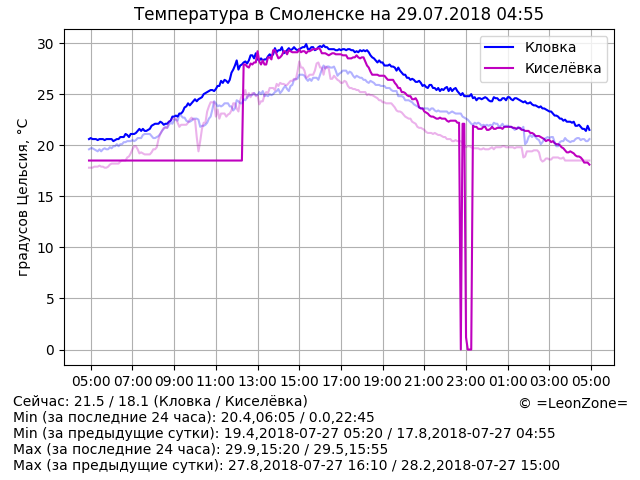 Температура в Смоленске на 29.07.2018 04:55
градусов Цельсия, °C
30
25
20
15
10
5
0
Кловка
Киселёвка
05:00 07:00 09:00 11:00 13:00 15:00 17:00 19:00 21:00 23:00 01:00 03:00 05:00
Сейчас: 21.5 / 18.1 (Кловка / Киселёвка)
© =LeonZone=
Min (за последние 24 часа): 20.4,06:05 / 0.0,22:45
Min (за предыдущие сутки): 19.4,2018-07-27 05:20 / 17.8,2018-07-27 04:55
Max (за последние 24 часа): 29.9,15:20 / 29.5,15:55
Max (за предыдущие сутки): 27.8,2018-07-27 16:10 / 28.2,2018-07-27 15:00